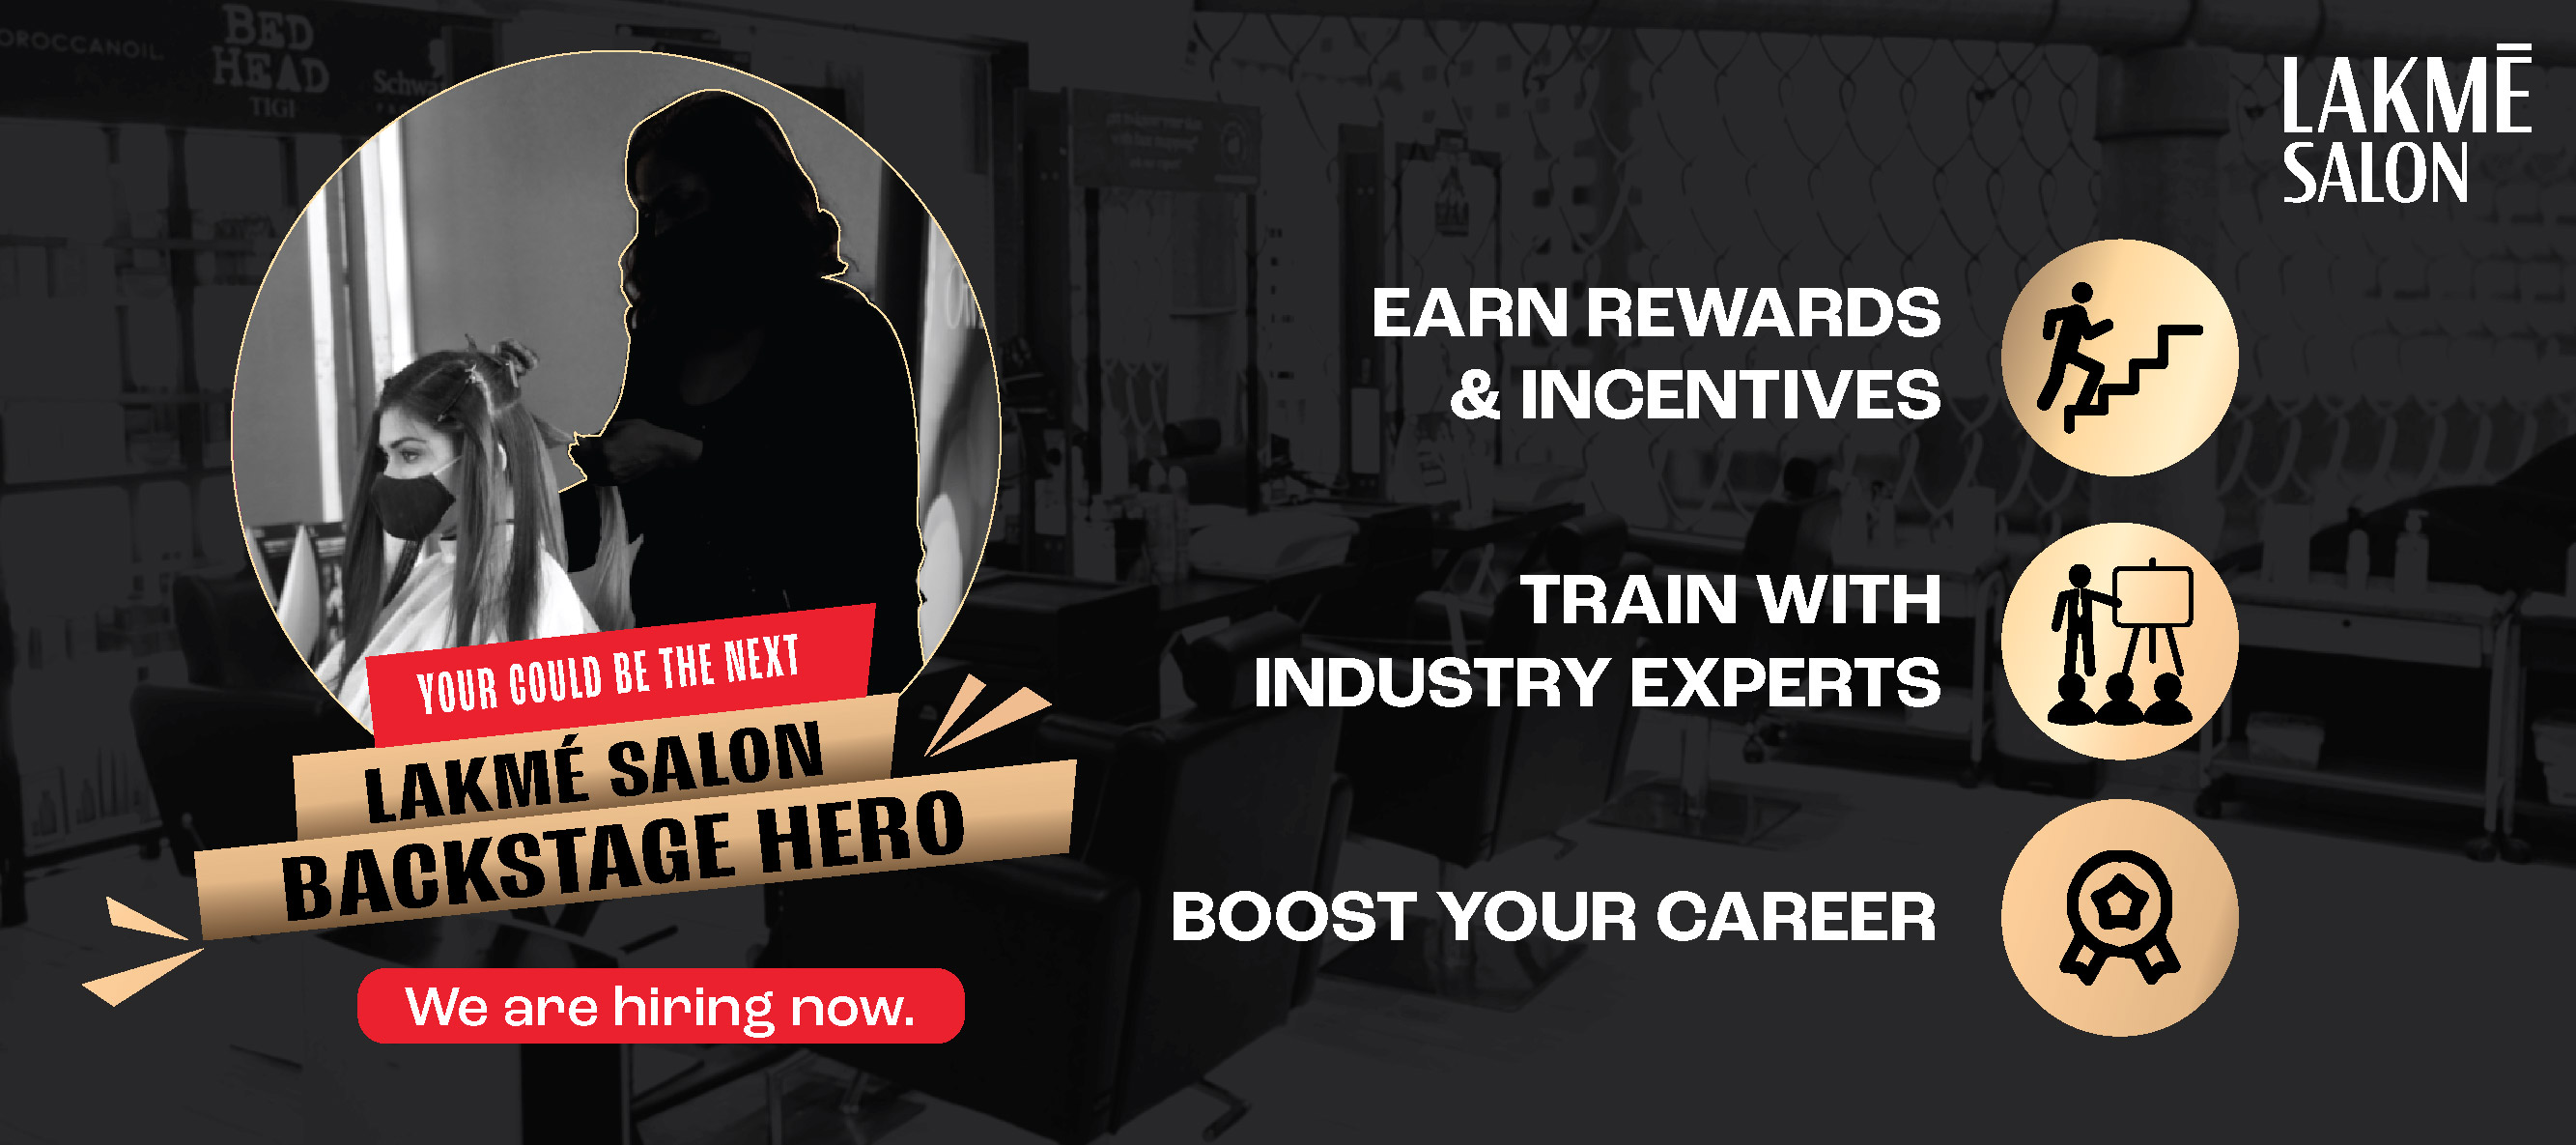 MOROCCANOIL
BED
HEAD
TIGI
YOUR COULD BE THE NEXT
LAKMÉ SALON
BACKSTAGE HERO
We are hiring now.
LAKMĒ
SALON
EARN REWARDS
& INCENTIVES
TRAIN WITH
INDUSTRY EXPERTS
BOOST YOUR CAREER